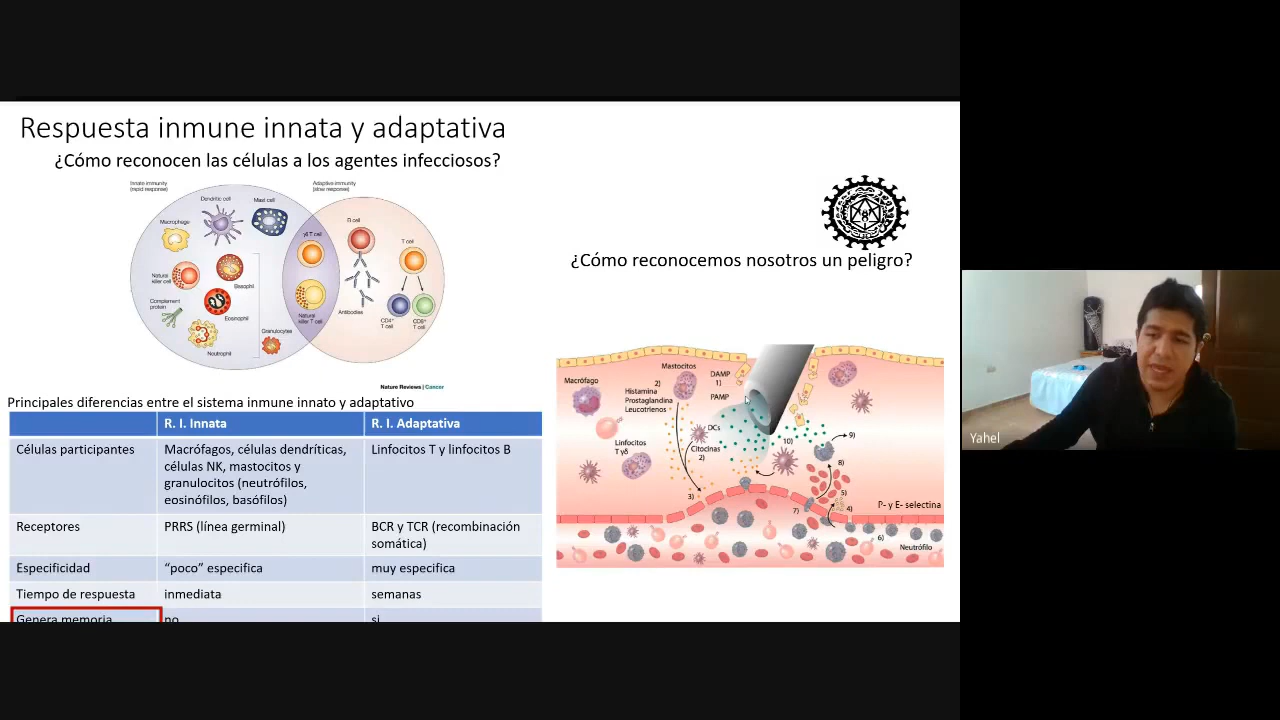 Respuesta inmune innata y adaptativa
¿Cómo reconocen las células a los agentes infecciosos?
Innate immunity
(rapid response)
Adaptive immunity
(slow response)
Dendritic cell
Mast cell
Macrophage
γδ T cell
B cell
T cell
Natural
killer cell
Basophil
Complement
protein
Eosinophil
Granulocytes
Neutrophil
Natural
killer T cell
Antibodies
CD4⁺
T cell
CD8⁺
T cell
Nature Reviews | Cancer
Principales diferencias entre el sistema inmune innato y adaptativo
R. I. Innata
R. I. Adaptativa
Células participantes
Macrófagos, células dendríticas,
células NK, mastocitos y
granulocitos (neutrófilos,
eosinófilos, basófilos)
Linfocitos T y linfocitos B
Receptores
PRRS (línea germinal)
BCR y TCR (recombinación
somática)
Especificidad
“poco” especifica
muy especifica
Tiempo de respuesta
inmediata
semanas
Genera memoria
no
si
¿Cómo reconocemos nosotros un peligro?
Macrófago
Mastocitos
2)
Histamina
Prostaglandina
Leucotrienos
DAMP
1)
PAMP
DCs
Citocinas
2)
Linfocitos
T γδ
10)
9)
8)
3)
5)
4)
7)
6)
P- y E- selectina
Neutrófilo
Yahel